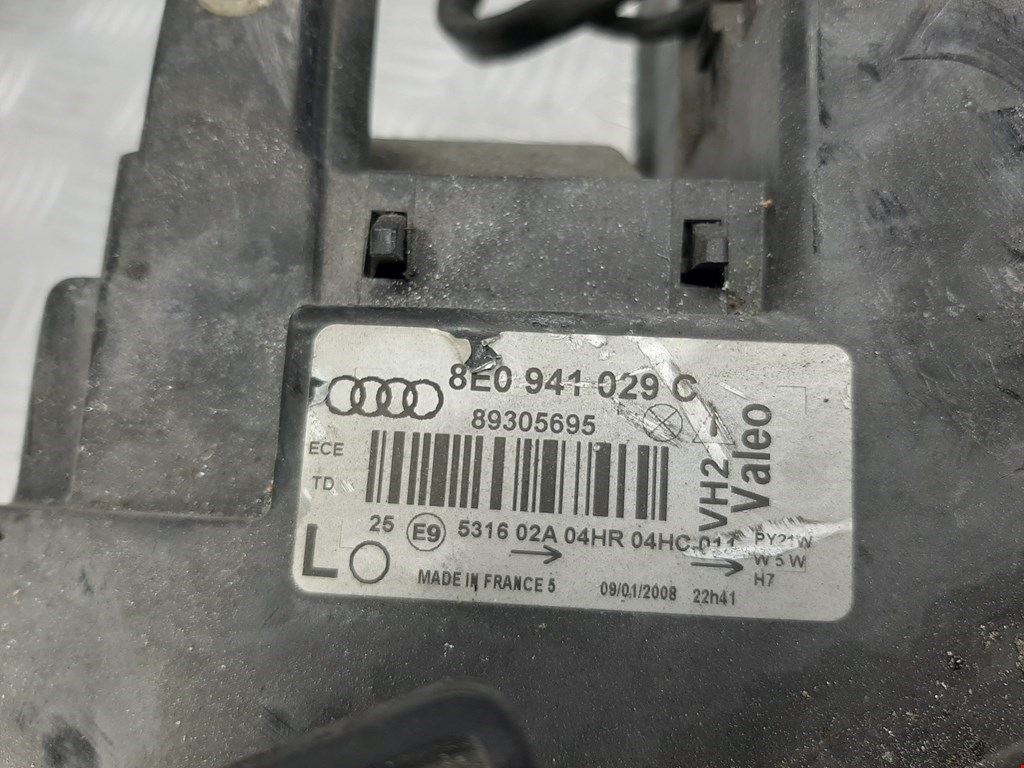 8E0 941 029 C
89305695
ECE
TD
25 E9 5316 02A 04HR 04HC
L
MADE IN FRANCE 5 09/01/2008 22h41
VH2
Valeo
PY21W
W5W
H7